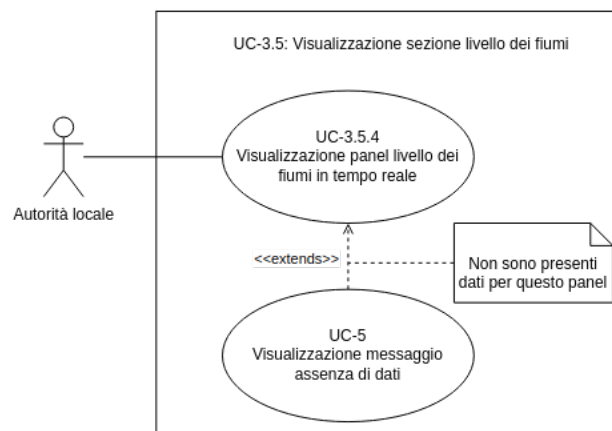 UC-3.5: Visualizzazione sezione livello dei fiumi
UC-3.5.4
Visualizzazione panel livello dei
fiumi in tempo reale
Autorità locale
<<extends>>
Non sono presenti
dati per questo panel
UC-5
Visualizzazione messaggio
assenza di dati